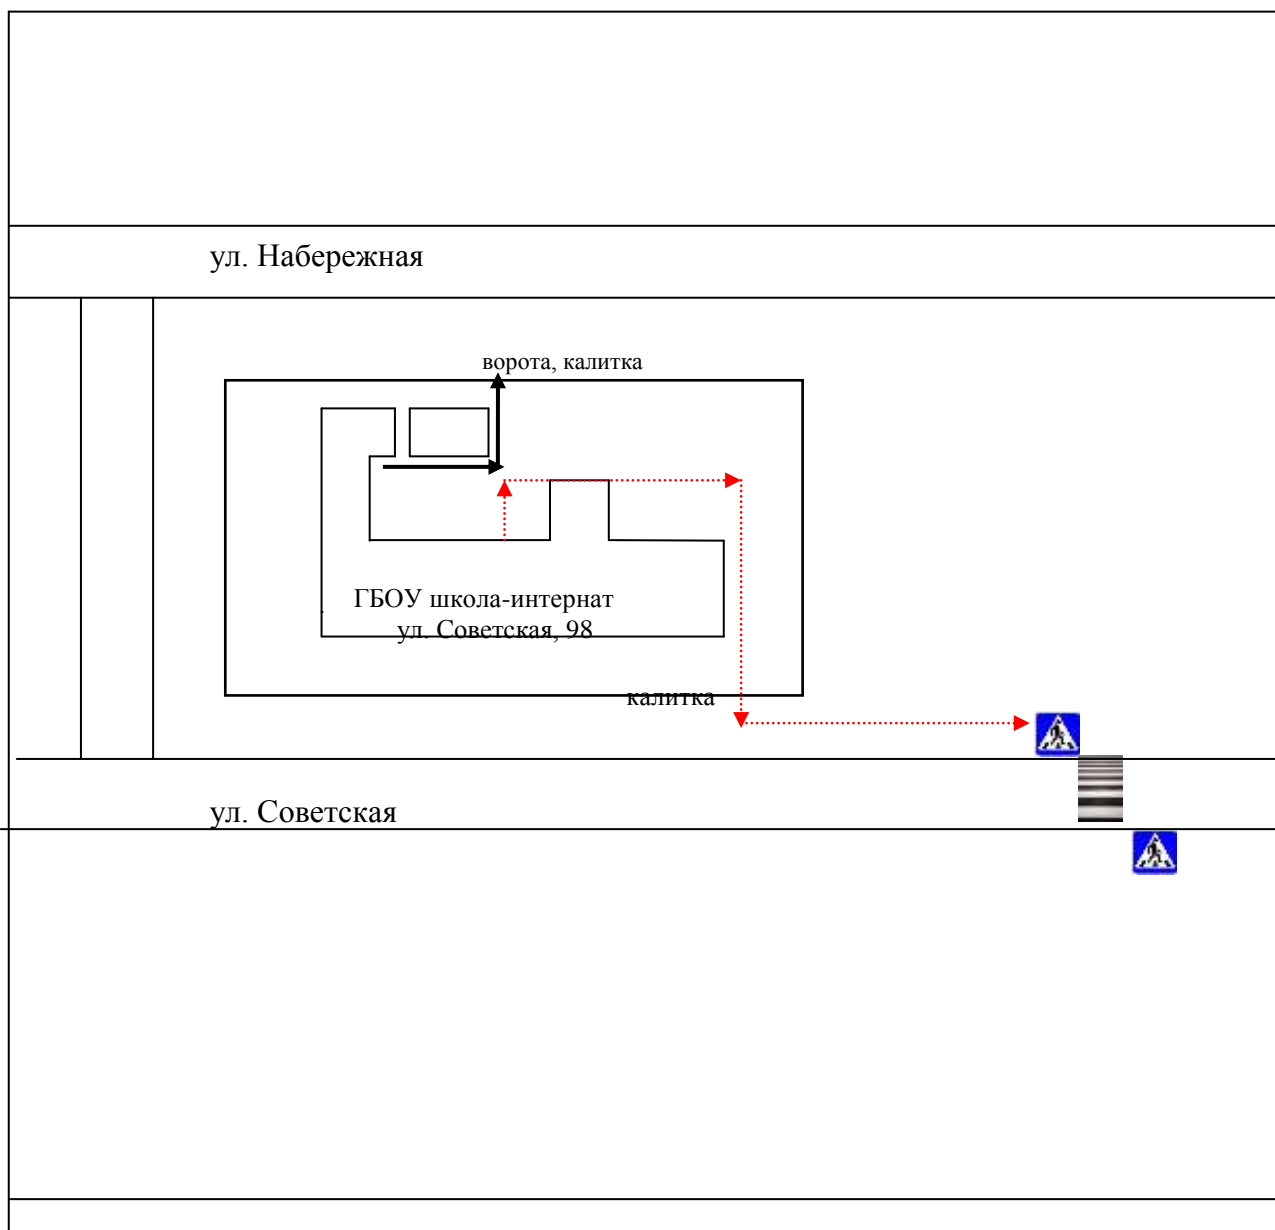 ул. Набережная
ворота, калитка
ГБОУ школа-интернат
ул. Советская, 98
калитка
ул. Советская